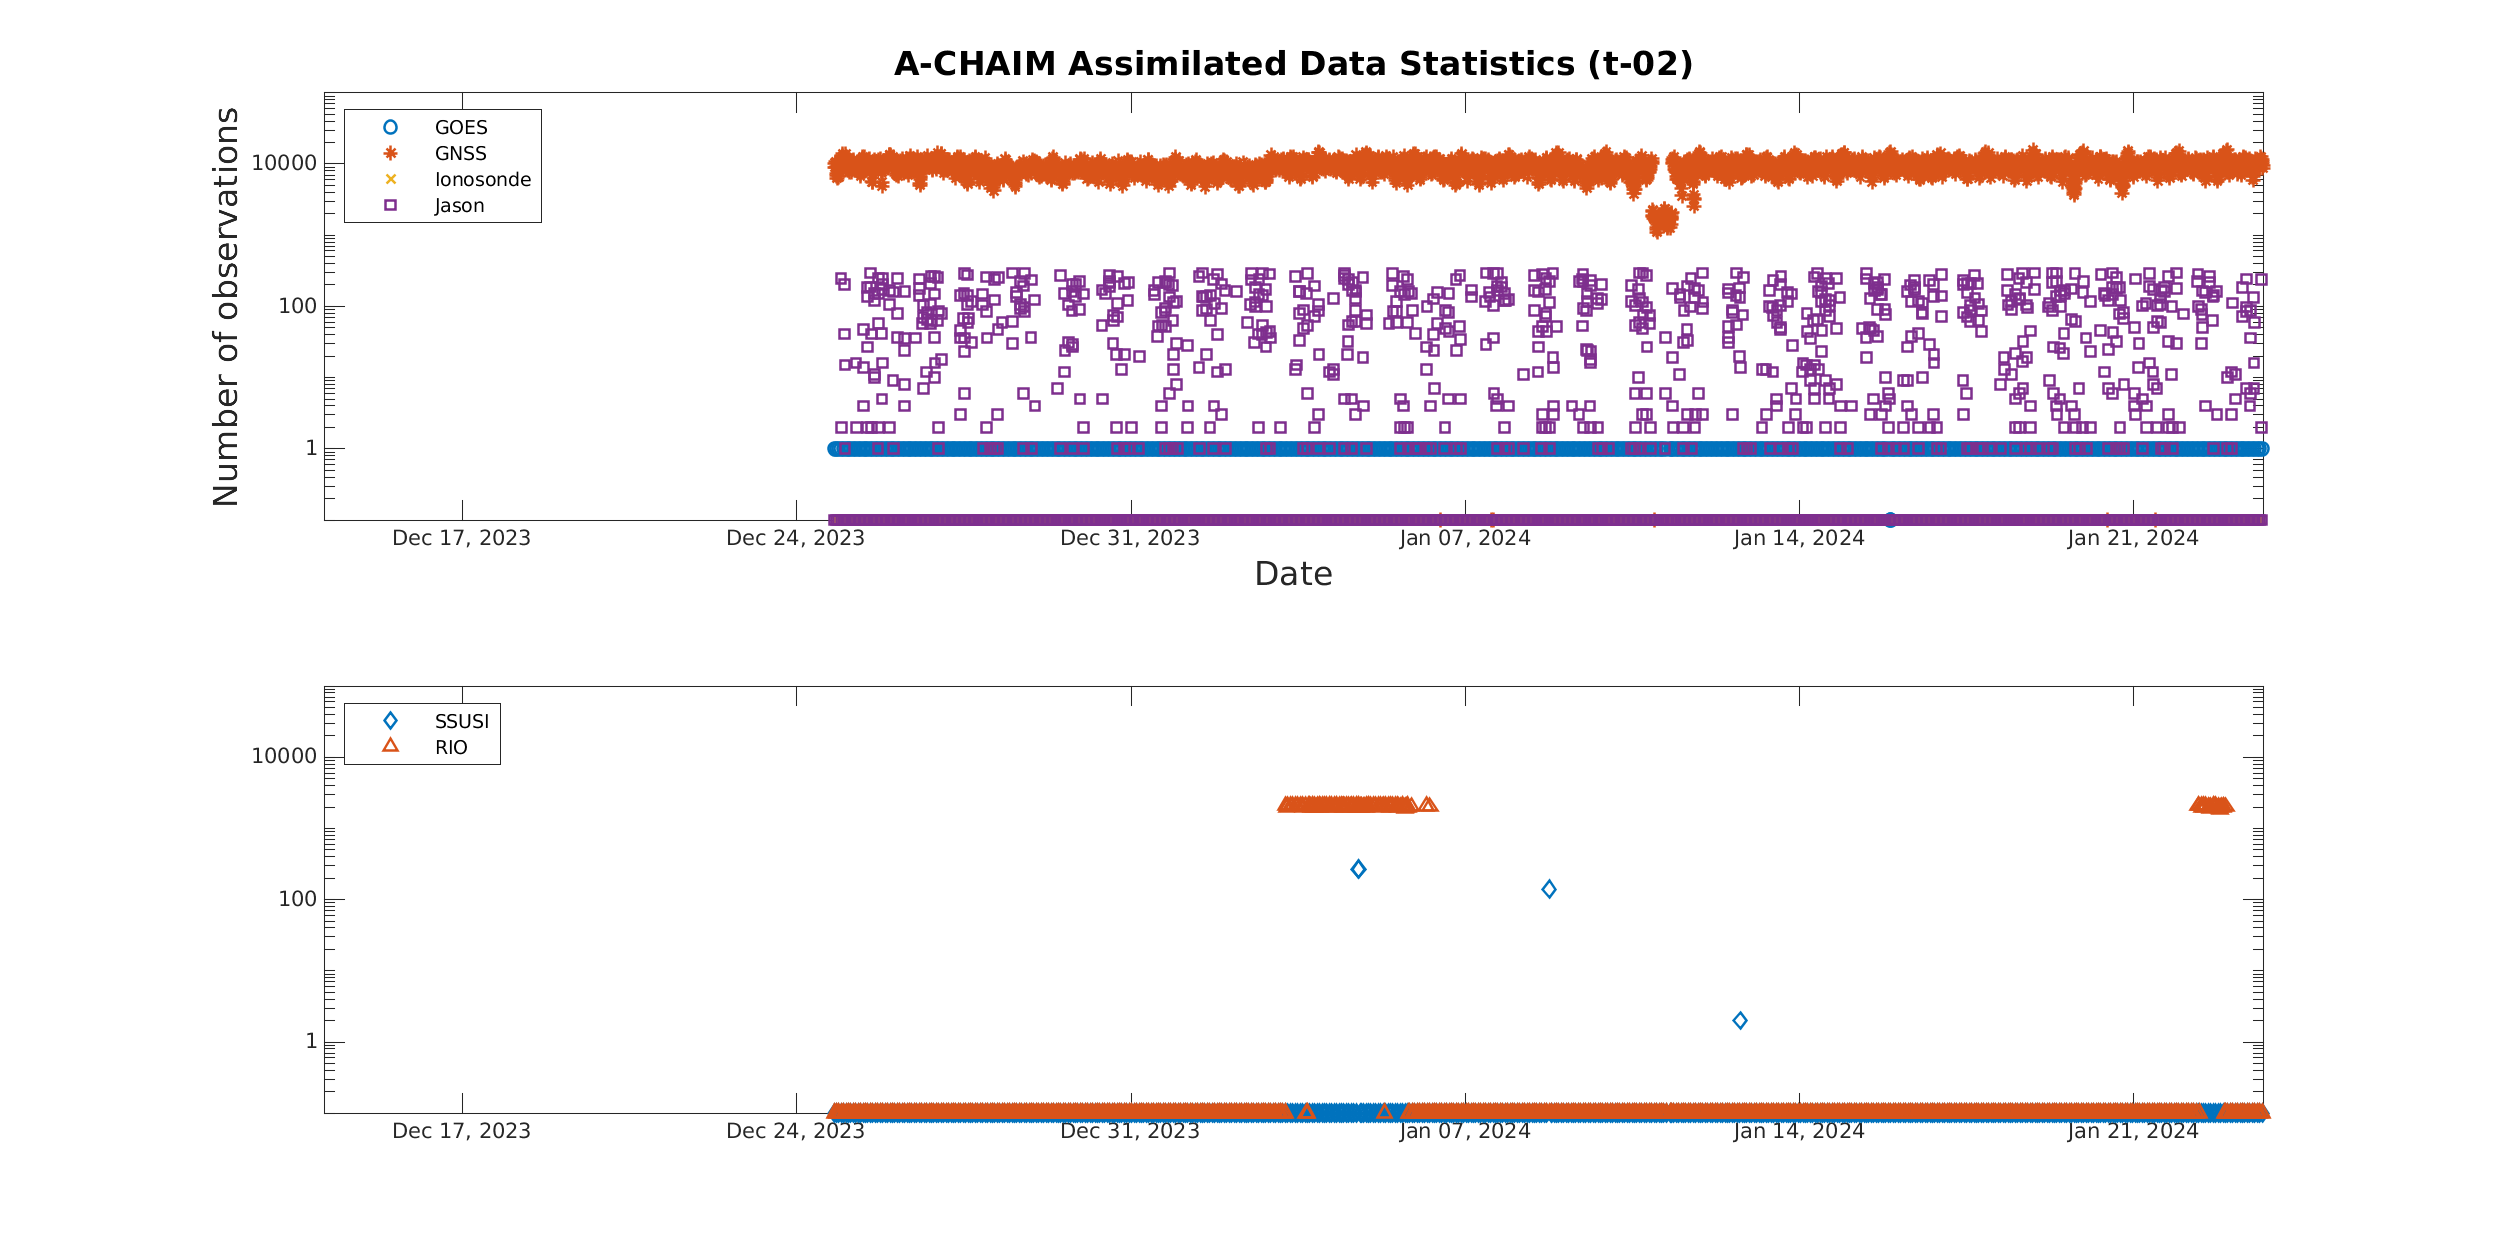 A-CHAIM Assimilated Data Statistics (t-02)
Number of observations
GOES
GNSS
Ionosonde
Jason
10000
100
1
Dec 17, 2023 Dec 24, 2023 Dec 31, 2023 Jan 07, 2024 Jan 14, 2024 Jan 21, 2024
Date
SSUSI
RIO
10000
100
1
Dec 17, 2023 Dec 24, 2023 Dec 31, 2023 Jan 07, 2024 Jan 14, 2024 Jan 21, 2024